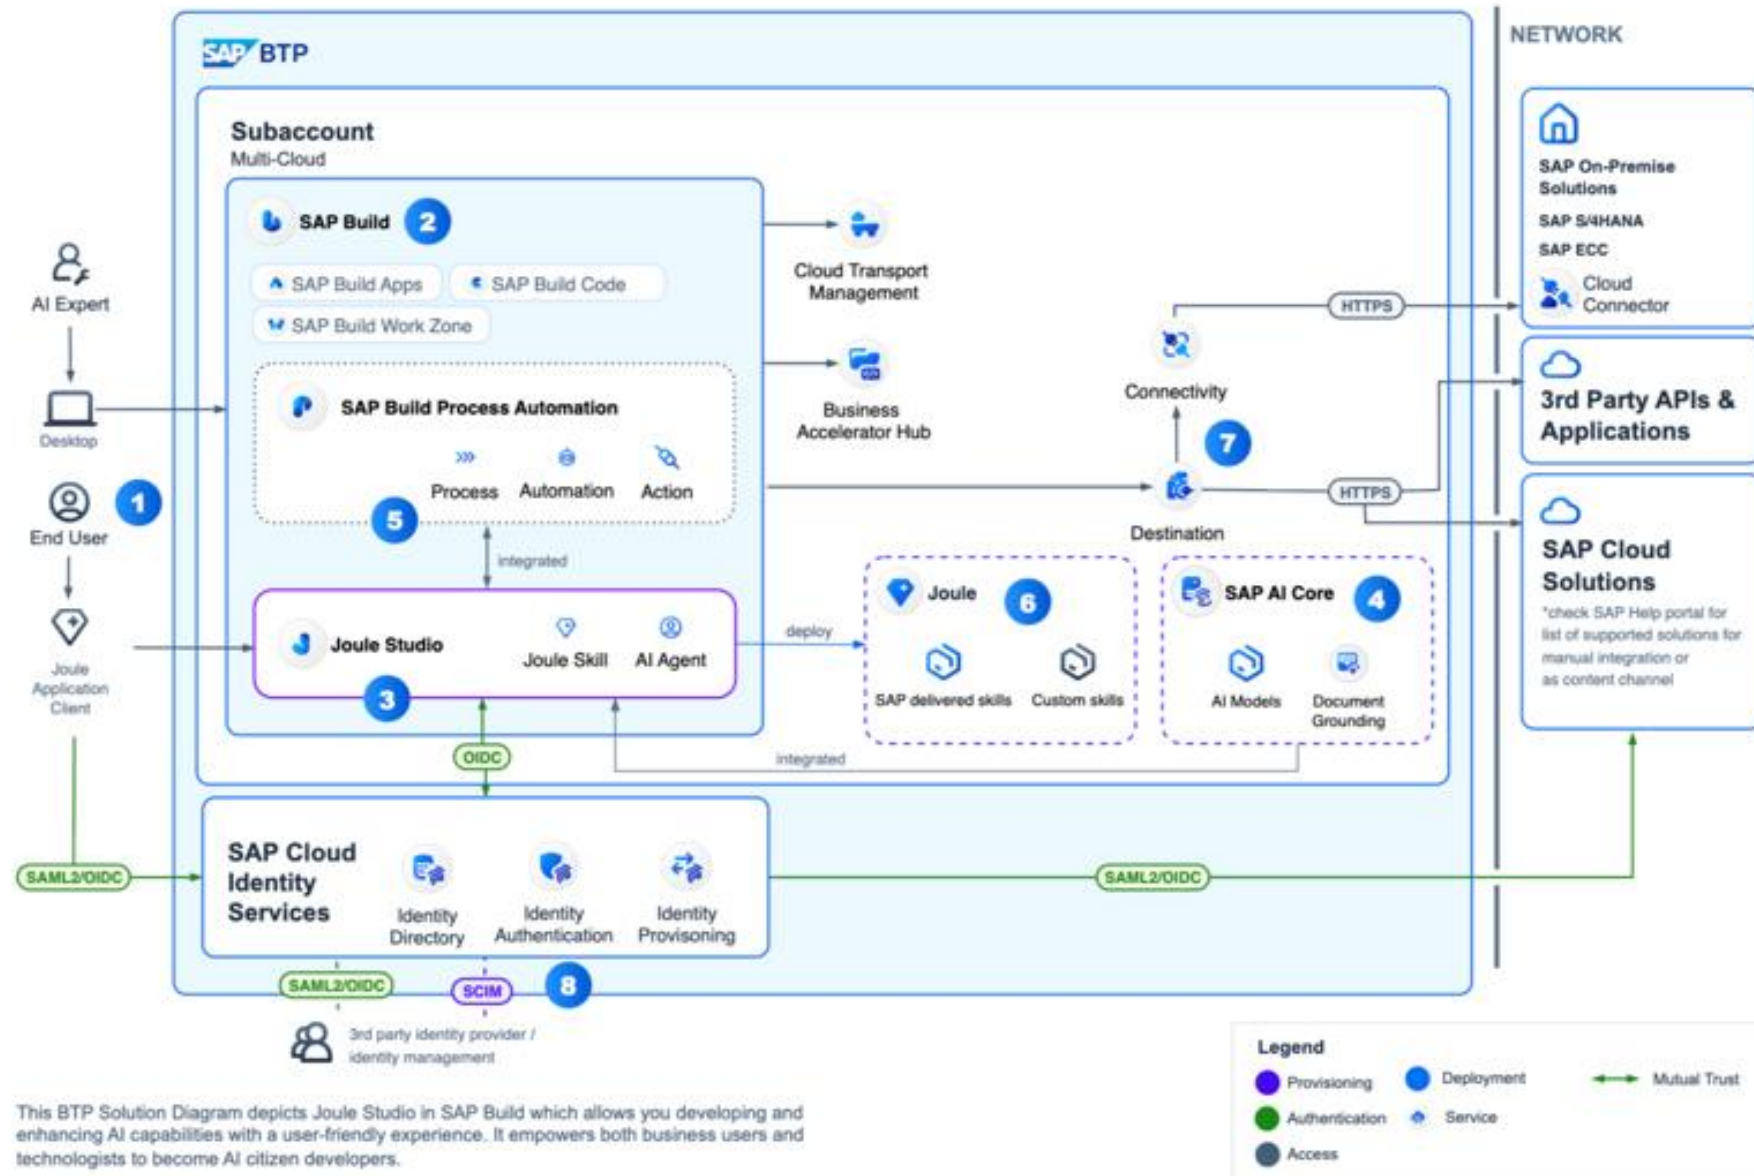 SAP BTP
NETWORK
Subaccount
Multi-Cloud
SAP Build
2
SAP Build Apps
SAP Build Code
SAP Build Work Zone
SAP Build Process Automation
Process
Automation
Action
5
integrated
Joule Studio
Joule Skill
AI Agent
3
OIDC
AI Expert
Desktop
End User
1
Joule
Application
Client
SAML2/OIDC
Cloud Transport
Management
Business
Accelerator Hub
Connectivity
7
Destination
HTTPS
HTTPS
deploy
Joule
6
SAP delivered skills
Custom skills
SAP AI Core
4
AI Models
Document
Grounding
integrated
SAP On-Premise
Solutions
SAP S/4HANA
SAP ECC
Cloud
Connector
3rd Party APIs &
Applications
SAP Cloud
Solutions
*check SAP Help portal for
list of supported solutions for
manual integration or
as content channel
SAP Cloud
Identity
Services
Identity
Directory
Identity
Authentication
Identity
Provisoning
SAML2/OIDC
SAML2/OIDC
SCIM
8
3rd party identity provider /
identity management
Legend
Provisioning
Deployment
Mutual Trust
Authentication
Service
Access
This BTP Solution Diagram depicts Joule Studio in SAP Build which allows you developing and
enhancing AI capabilities with a user-friendly experience. It empowers both business users and
technologists to become AI citizen developers.